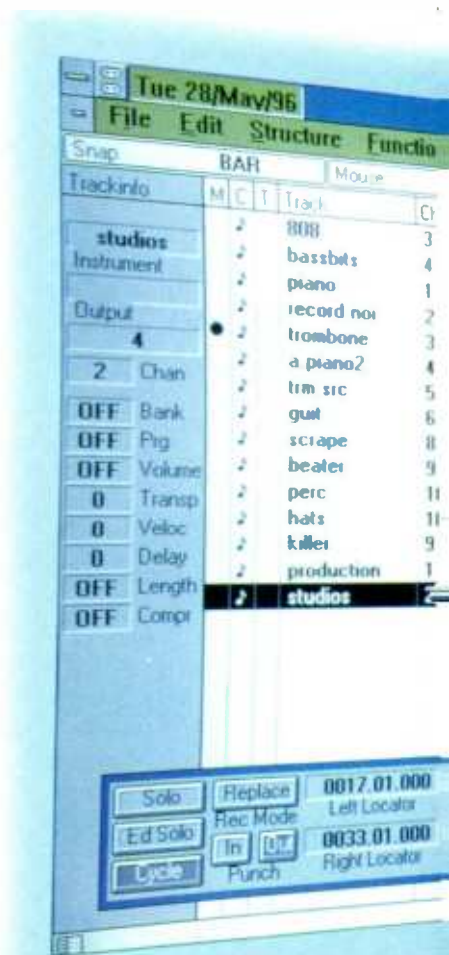 Tue 28/May/96
File Edit Structure Functio
Snap BAR Mouse
Trackinfo M C T Track Ch
studios
Instrument
Output
4
2 Chan
OFF Bank
OFF Prg
OFF Volume
0 Transp
0 Veloc
0 Delay
OFF Length
OFF Compr
808 3
bassbits 4
piano 1
record noi 2
trombone 3
a piano2 4
trm src 5
guit 6
scrape 8
beater 9
perc
hats
killer 9
production 1
studios 2
Solo Replace 0017.01.000
Rec Mode Left Locator
Ed Solo In 0033.01.000
Cycle Punch Right Locator